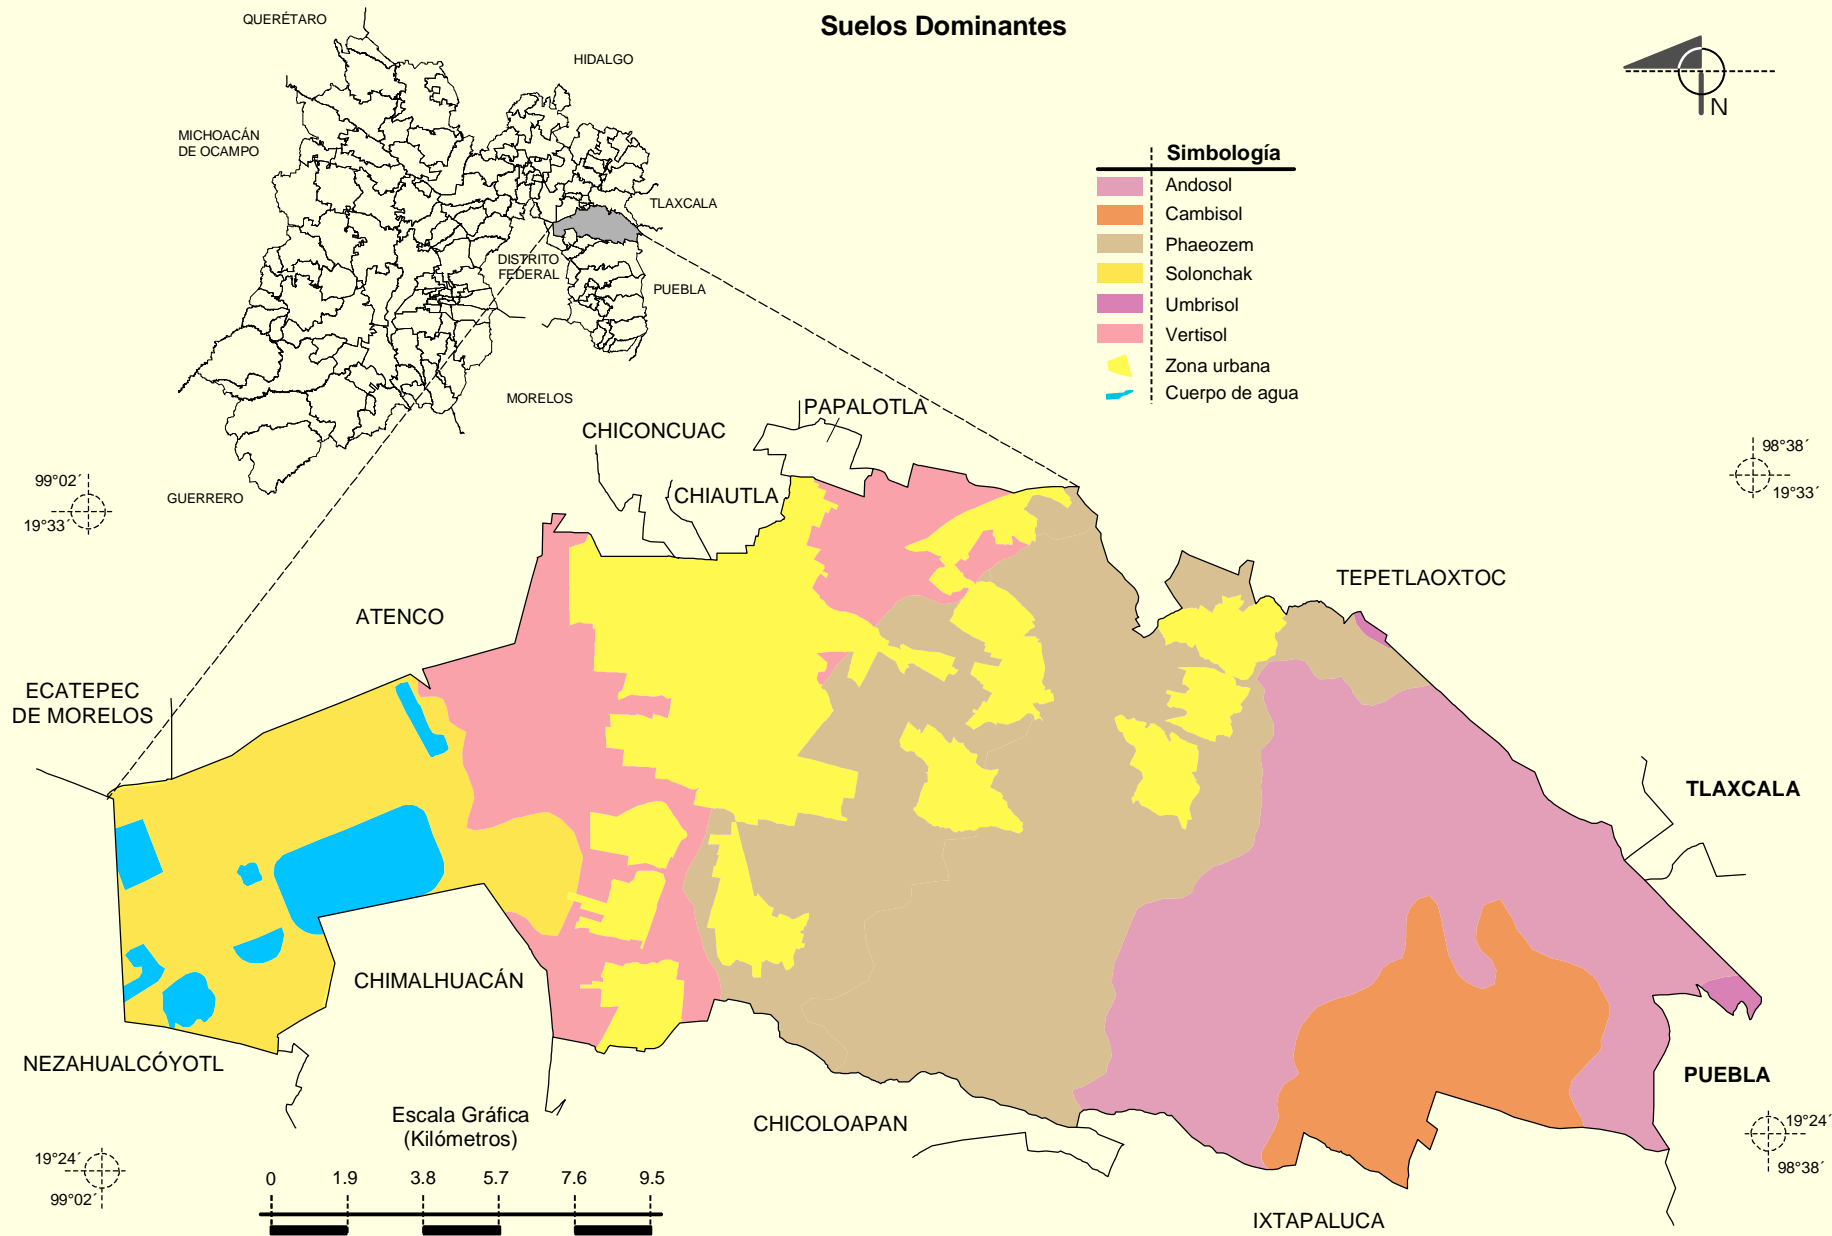 Suelos Dominantes
QUERÉTARO
HIDALGO
MICHOACÁN
DE OCAMPO
TLAXCALA
DISTRITO
FEDERAL
PUEBLA
MORELOS
GUERRERO
N
Simbología
Andosol
Cambisol
Phaeozem
Solonchak
Umbrisol
Vertisol
Zona urbana
Cuerpo de agua
PAPALOTLA
CHICONCUAC
CHIAUTLA
99°02´
19°33´
98°38´
19°33´
TEPETLAOXTOC
ATENCO
ECATEPEC
DE MORELOS
TLAXCALA
CHIMALHUACÁN
NEZAHUALCÓYOTL
PUEBLA
CHICOLOAPAN
IXTAPALUCA
19°24´
99°02´
19°24´
98°38´
Escala Gráfica
(Kilómetros)
0 1.9 3.8 5.7 7.6 9.5